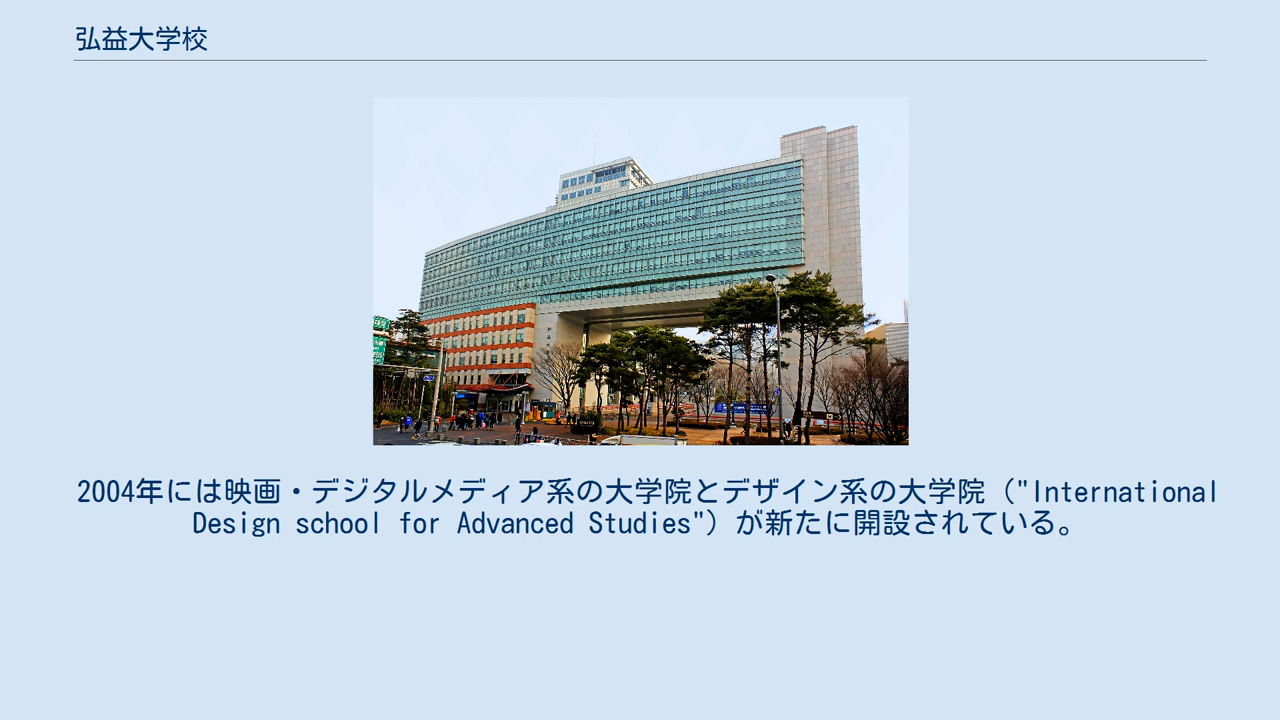 弘益大学校
2004年には映画・デジタルメディア系の大学院とデザイン系の大学院（"International
Design school for Advanced Studies"）が新たに開設されている。